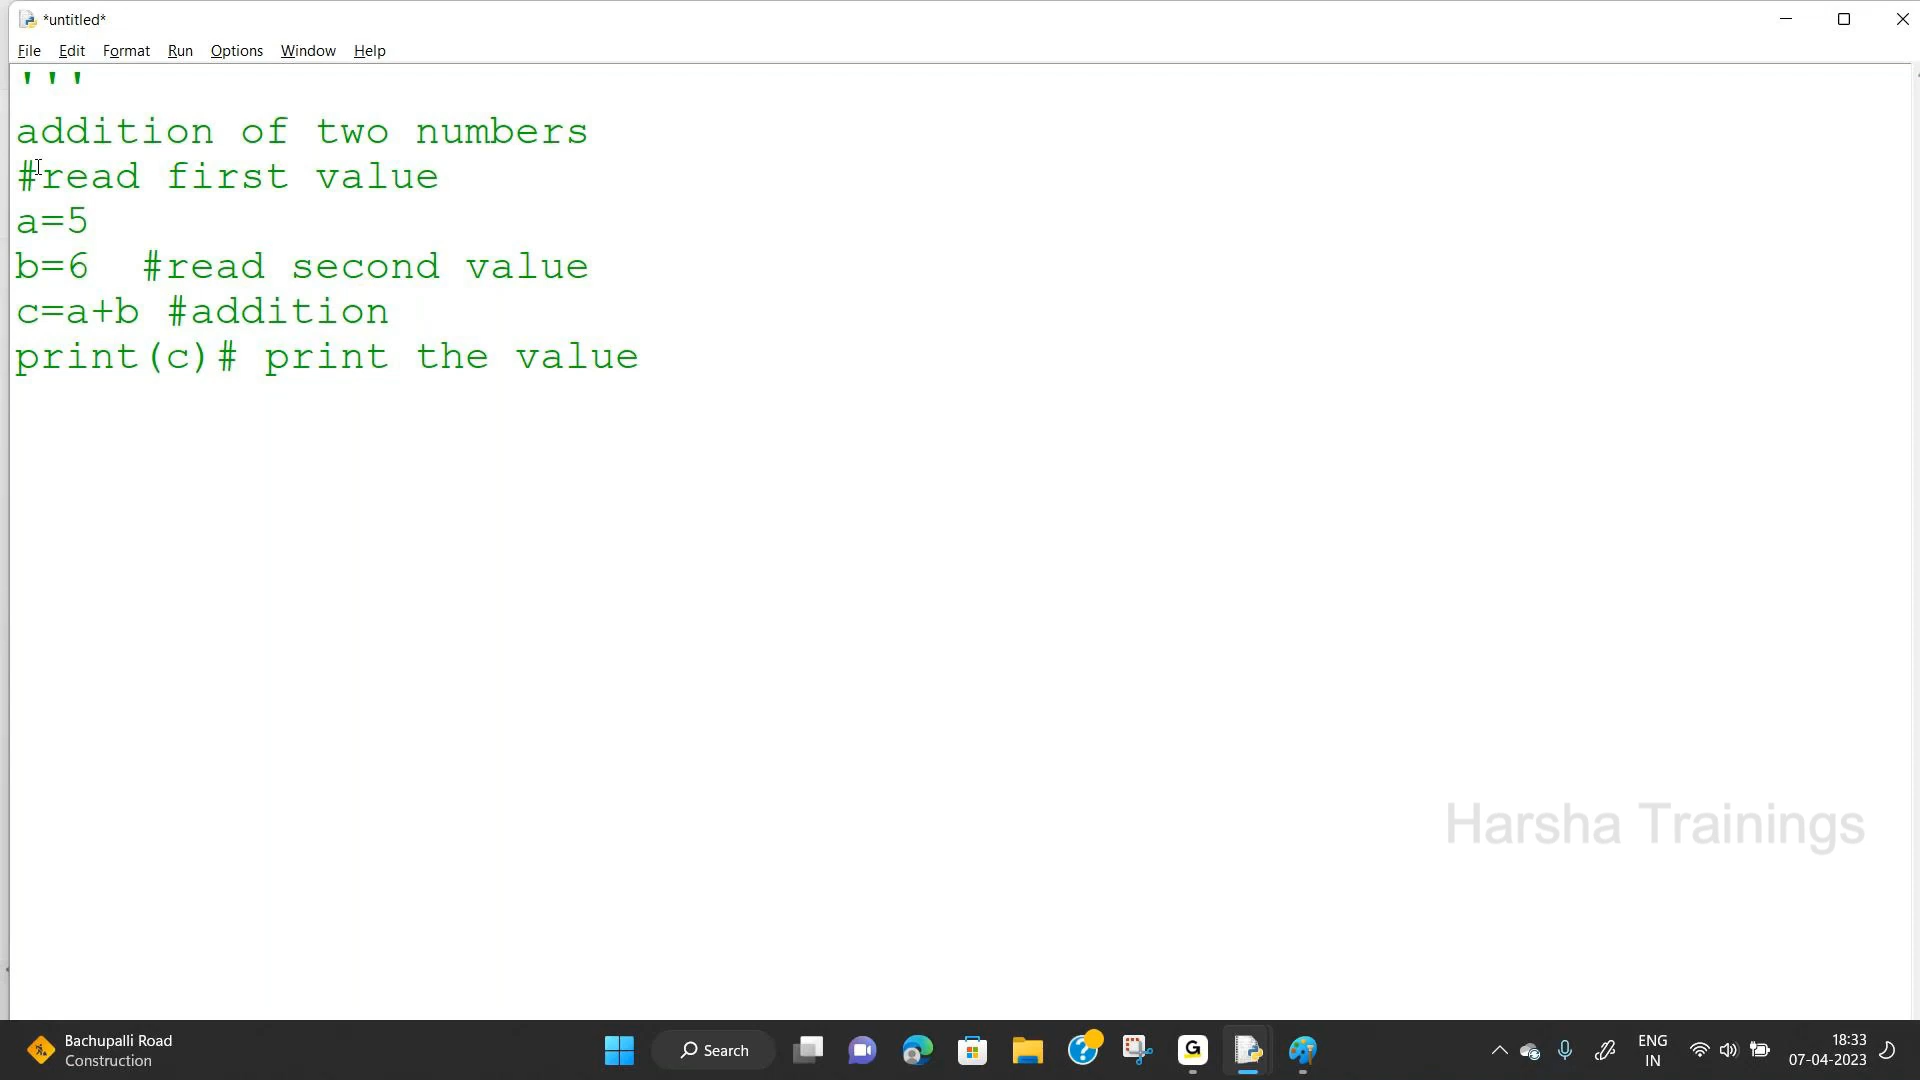 *untitled*
File Edit Format Run Options Window Help
'''
addition of two numbers
#read first value
a=5
b=6  #read second value
c=a+b #addition
print(c)# print the value
Harsha Trainings
Bachupalli Road
Construction
Search
G
ENG
IN
18:33
07-04-2023